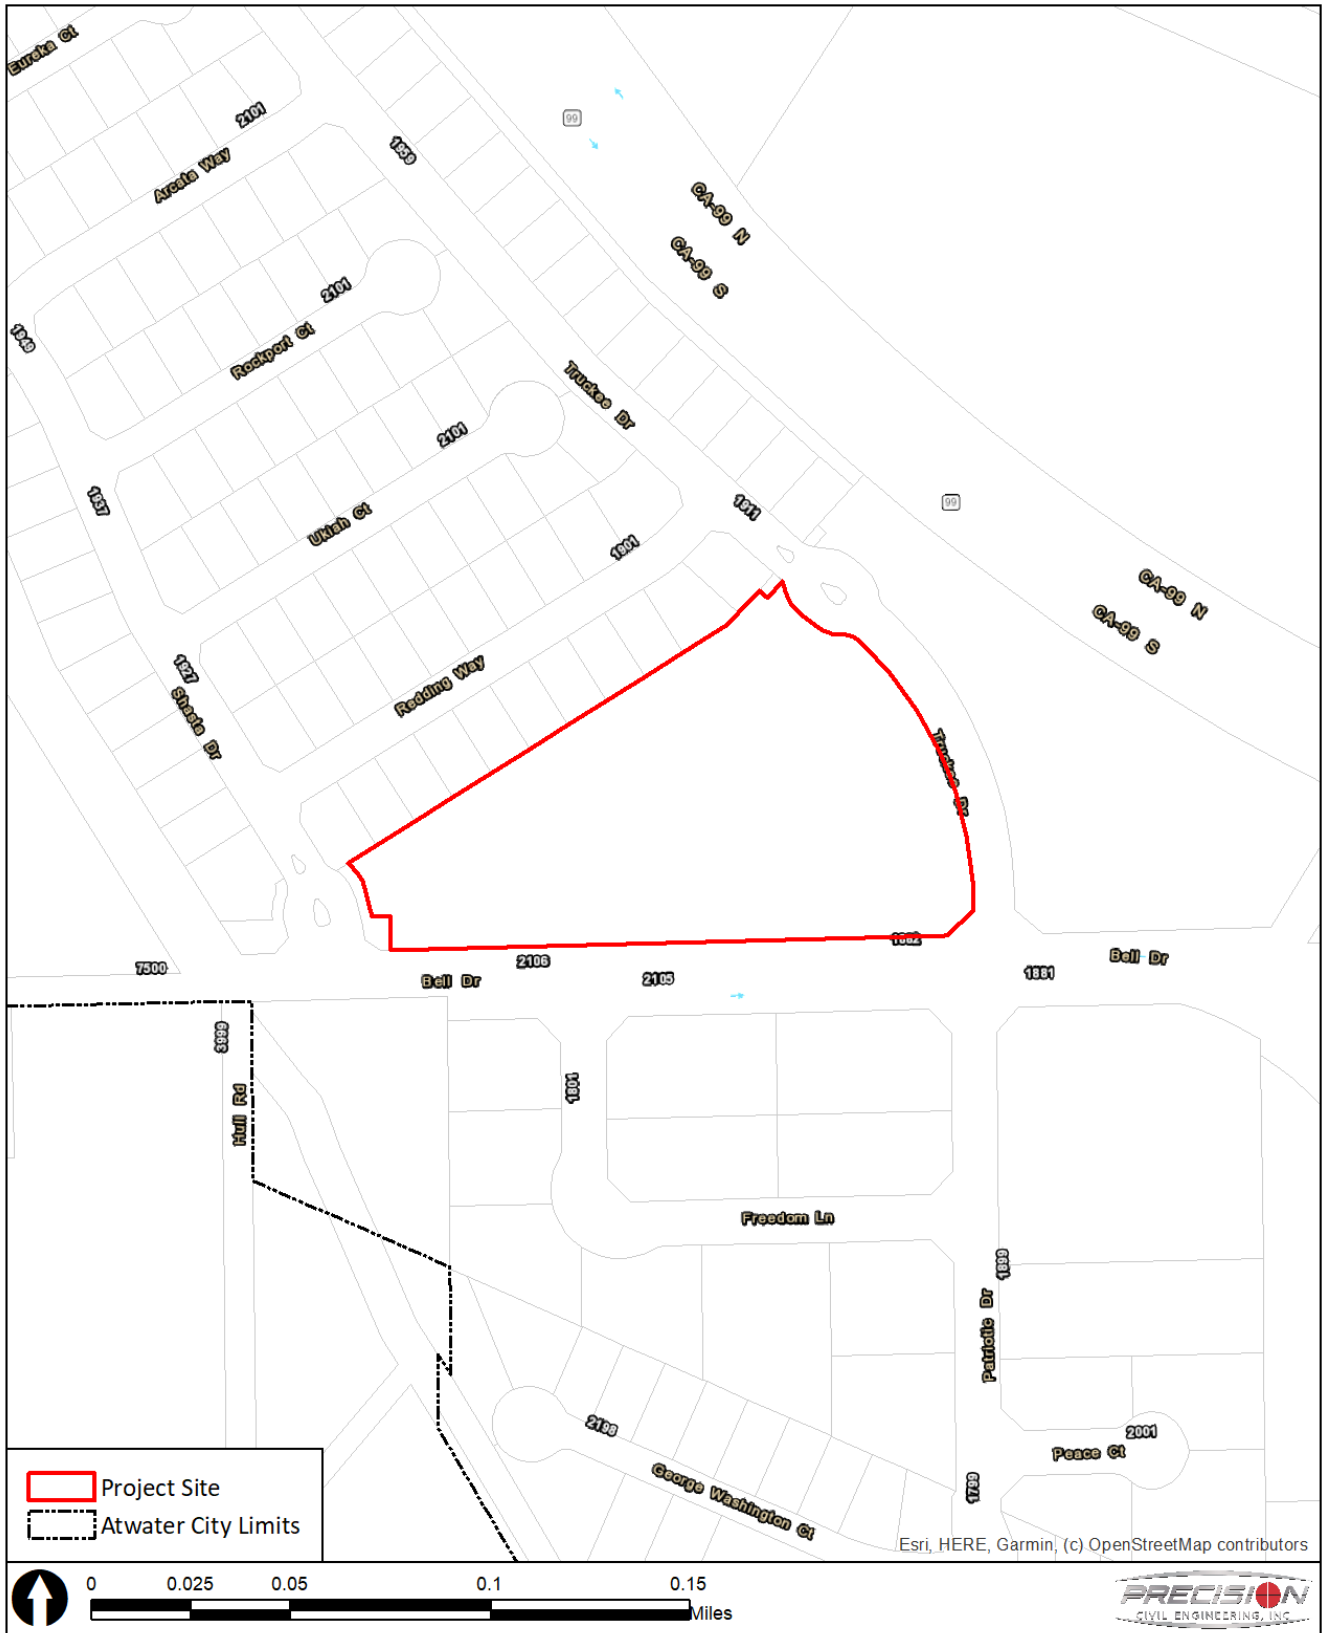 Eureka Ct
2101
Arcata Way
1959
99
CA-99 N
CA-99 S
2101
1949
Rockport Ct
Truckee Dr
2101
1937
1911
99
Ukiah Ct
1901
CA-99 N
CA-99 S
1927
Redding Way
Shasta Dr
Truckee Dr
1882
Bell Dr
7500
2106
2105
1881
Bell Dr
3999
Hull Rd
1801
Freedom Ln
1899
Patriotic Dr
2198
2001
Peace Ct
George Washington Ct
1799
Project Site
Atwater City Limits
Esri, HERE, Garmin, (c) OpenStreetMap contributors
0 0.025 0.05 0.1 0.15
Miles
PRECISION
CIVIL ENGINEERING, INC.